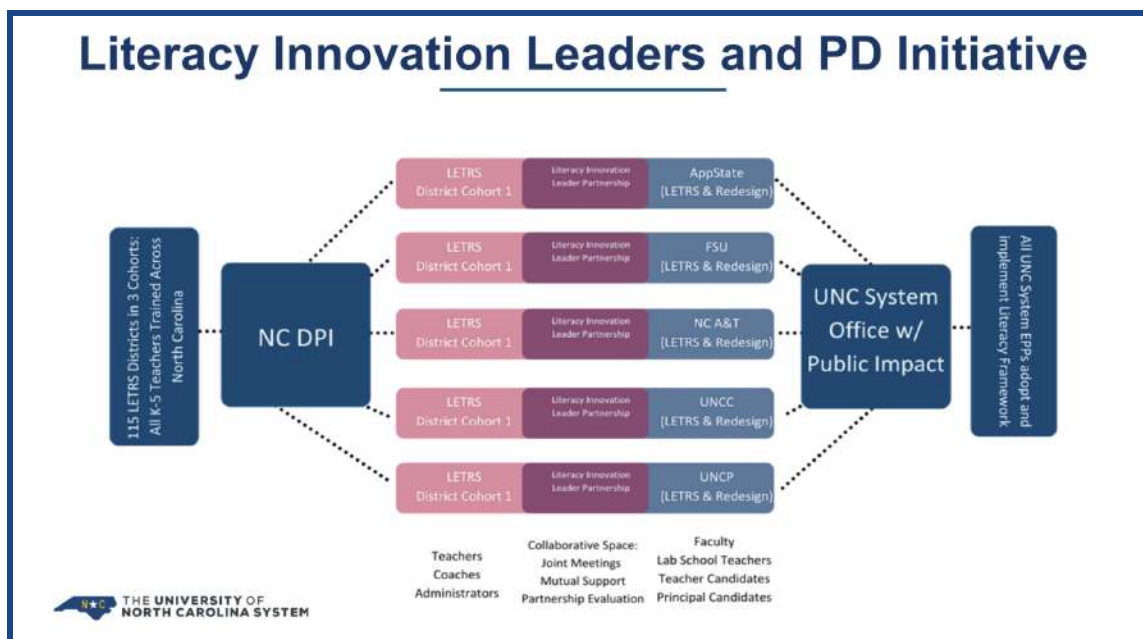 Literacy Innovation Leaders and PD Initiative
115 LETRS Districts in 3 Cohorts:
All K-5 Teachers Trained Across
North Carolina
NC DPI
LETRS
District Cohort 1
Literacy Innovation
Leader Partnership
AppState
(LETRS & Redesign)
LETRS
District Cohort 1
Literacy Innovation
Leader Partnership
FSU
(LETRS & Redesign)
LETRS
District Cohort 1
Literacy Innovation
Leader Partnership
NC A&T
(LETRS & Redesign)
LETRS
District Cohort 1
Literacy Innovation
Leader Partnership
UNCC
(LETRS & Redesign)
LETRS
District Cohort 1
Literacy Innovation
Leader Partnership
UNCP
(LETRS & Redesign)
UNC System
Office w/
Public Impact
All UNC System EPPs adopt and
implement Literacy Framework
Teachers
Coaches
Administrators
Collaborative Space:
Joint Meetings
Mutual Support
Partnership Evaluation
Faculty
Lab School Teachers
Teacher Candidates
Principal Candidates
N★C
THE UNIVERSITY OF
NORTH CAROLINA SYSTEM